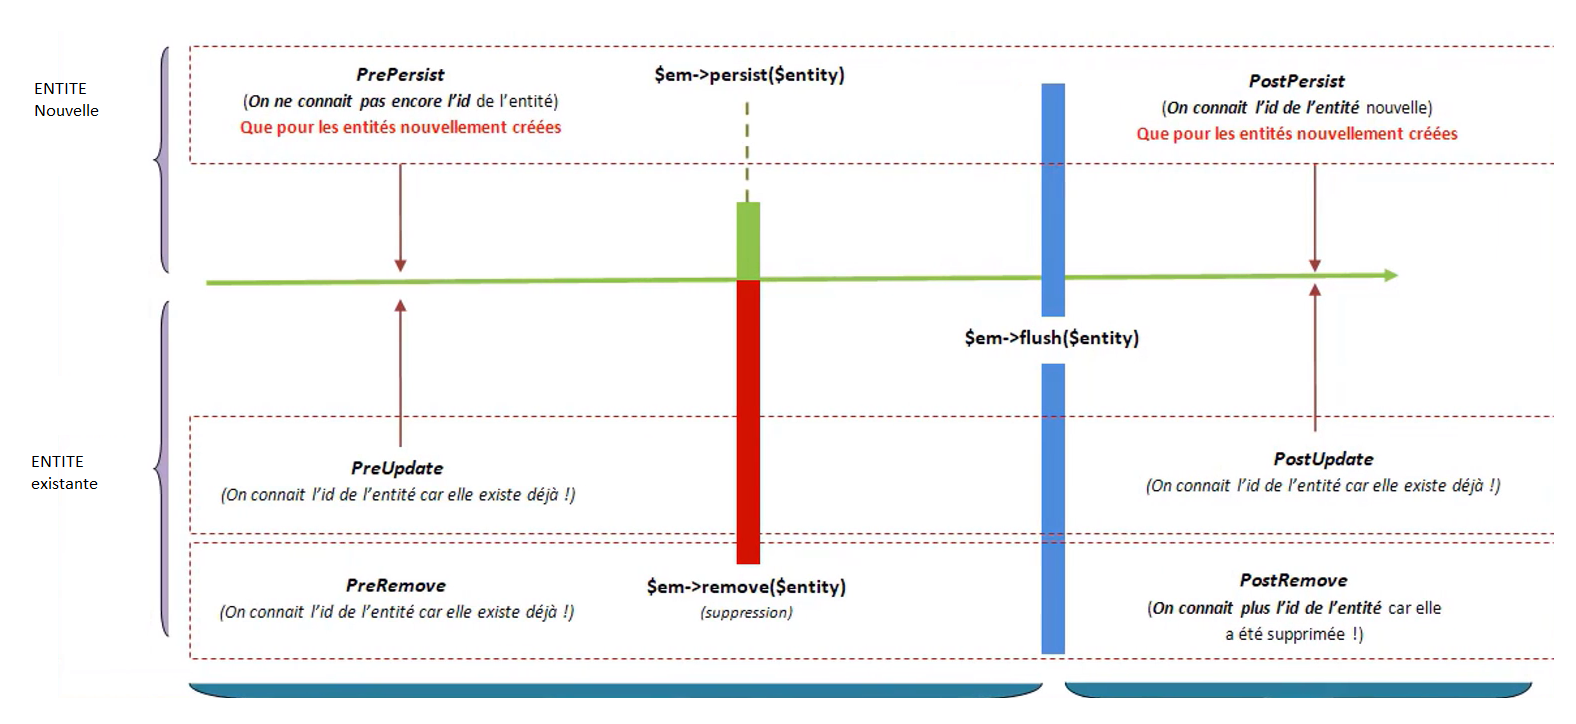 ENTITE
Nouvelle
PrePersist
(On ne connait pas encore l’id de l’entité)
Que pour les entités nouvellement créées
$em->persist($entity)
PostPersist
(On connait l’id de l’entité nouvelle)
Que pour les entités nouvellement créées
$em->flush($entity)
ENTITE
existante
PreUpdate
(On connait l’id de l’entité car elle existe déjà !)
PostUpdate
(On connait l’id de l’entité car elle existe déjà !)
PreRemove
(On connait l’id de l’entité car elle existe déjà !)
$em->remove($entity)
(suppression)
PostRemove
(On connait plus l’id de l’entité car elle
a été supprimée !)